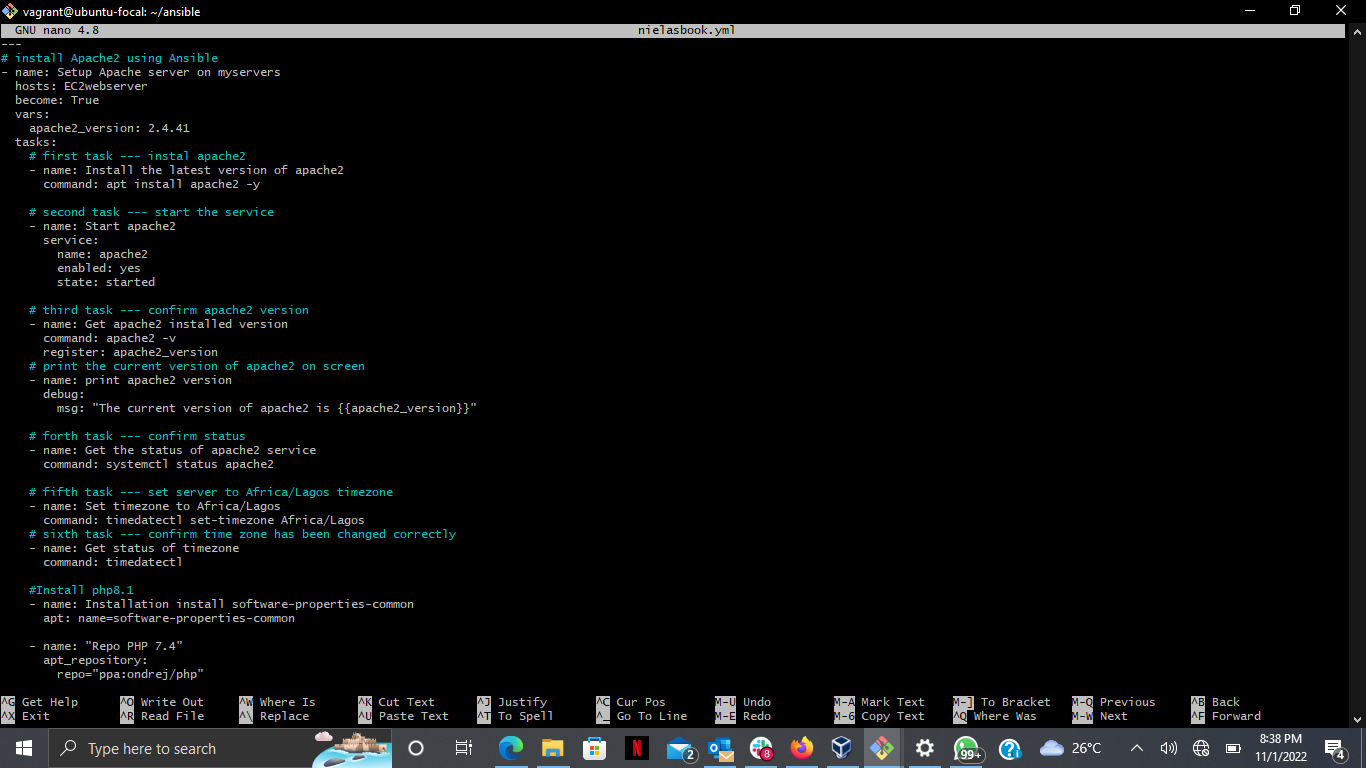 vagrant@ubuntu-focal: ~/ansible
GNU nano 4.8 nielasbook.yml
---
# install Apache2 using Ansible
- name: Setup Apache server on myservers
  hosts: EC2webserver
  become: True
  vars:
    apache2_version: 2.4.41
  tasks:
    # first task --- instal apache2
    - name: Install the latest version of apache2
      command: apt install apache2 -y
    # second task --- start the service
    - name: Start apache2
      service:
        name: apache2
        enabled: yes
        state: started
    # third task --- confirm apache2 version
    - name: Get apache2 installed version
      command: apache2 -v
      register: apache2_version
    # print the current version of apache2 on screen
    - name: print apache2 version
      debug:
        msg: "The current version of apache2 is {{apache2_version}}"
    # forth task --- confirm status
    - name: Get the status of apache2 service
      command: systemctl status apache2
    # fifth task --- set server to Africa/Lagos timezone
    - name: Set timezone to Africa/Lagos
      command: timedatectl set-timezone Africa/Lagos
    # sixth task --- confirm time zone has been changed correctly
    - name: Get status of timezone
      command: timedatectl
    #Install php8.1
    - name: Installation install software-properties-common
      apt: name=software-properties-common
    - name: "Repo PHP 7.4"
      apt_repository:
        repo="ppa:ondrej/php"
^G Get Help ^O Write Out ^W Where Is ^K Cut Text ^J Justify ^C Cur Pos M-U Undo M-A Mark Text M-] To Bracket M-Q Previous ^B Back
^X Exit ^R Read File ^\ Replace ^U Paste Text ^T To Spell ^_ Go To Line M-E Redo M-6 Copy Text ^Q Where Was M-W Next ^F Forward
Type here to search 2 8 99+ 26°C 8:38 PM 4
11/1/2022